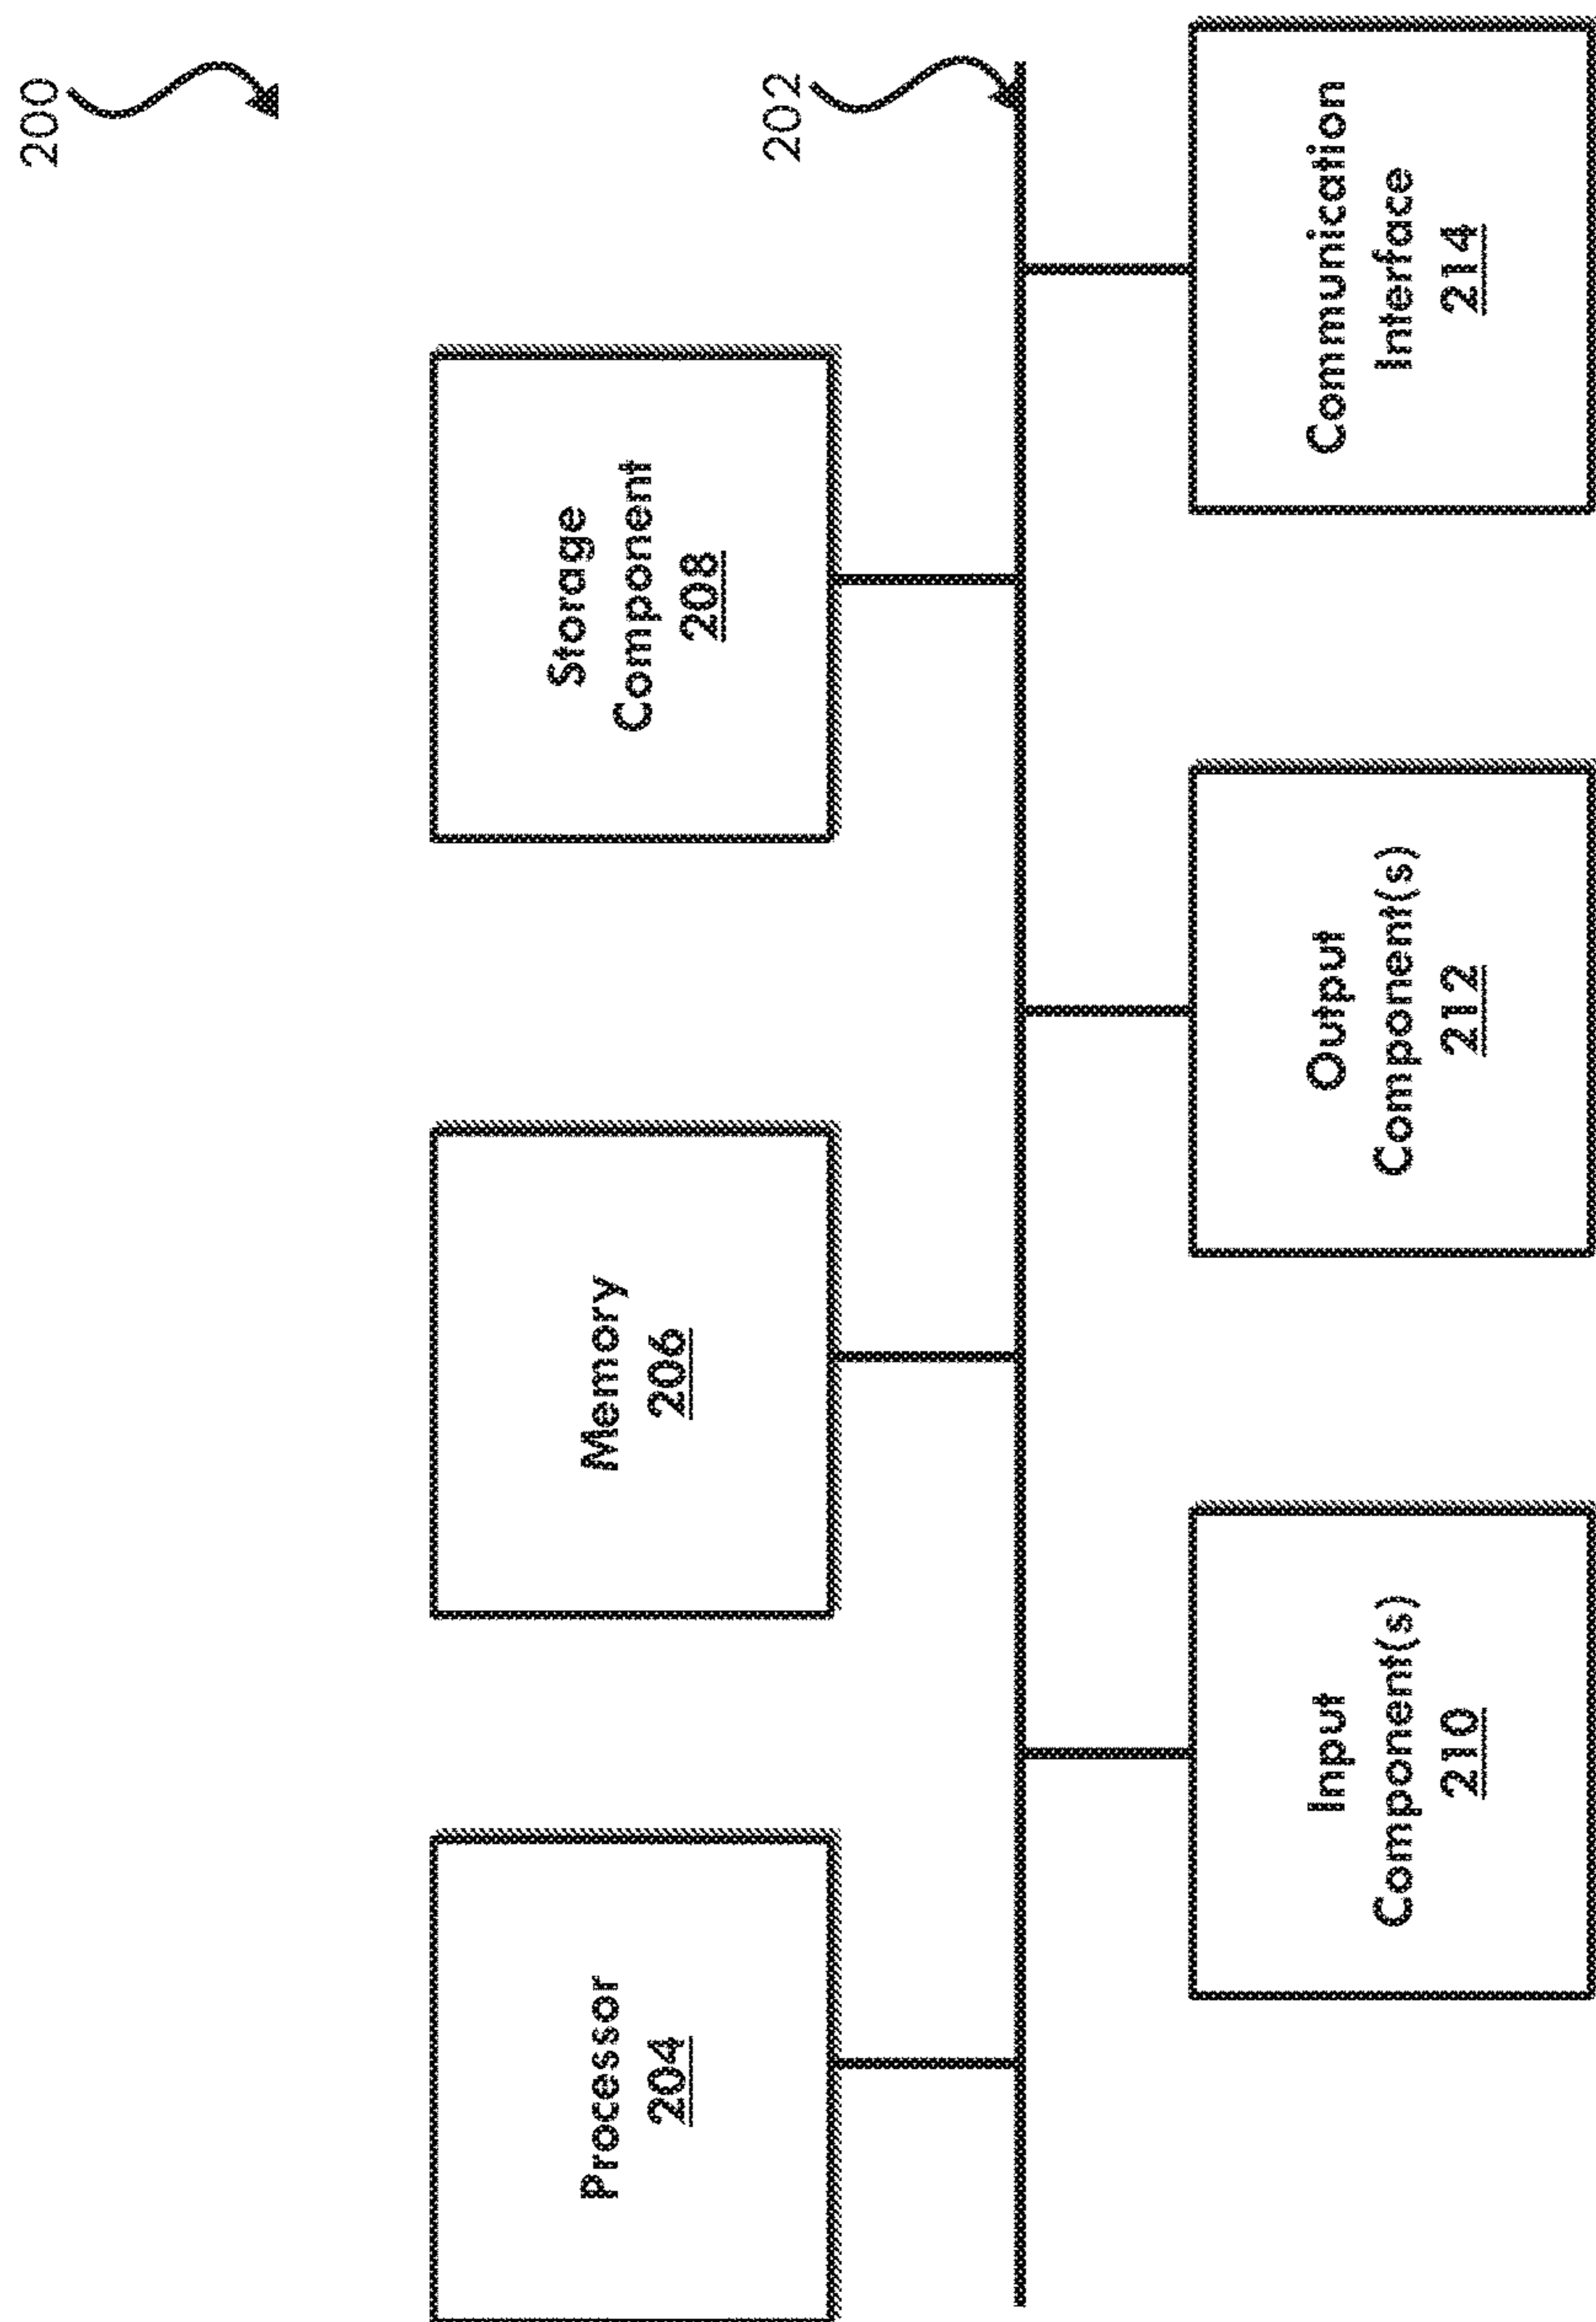 200
Processor
204
Memory
206
Storage
Component
208
202
Input
Component(s)
210
Output
Component(s)
212
Communication
Interface
214